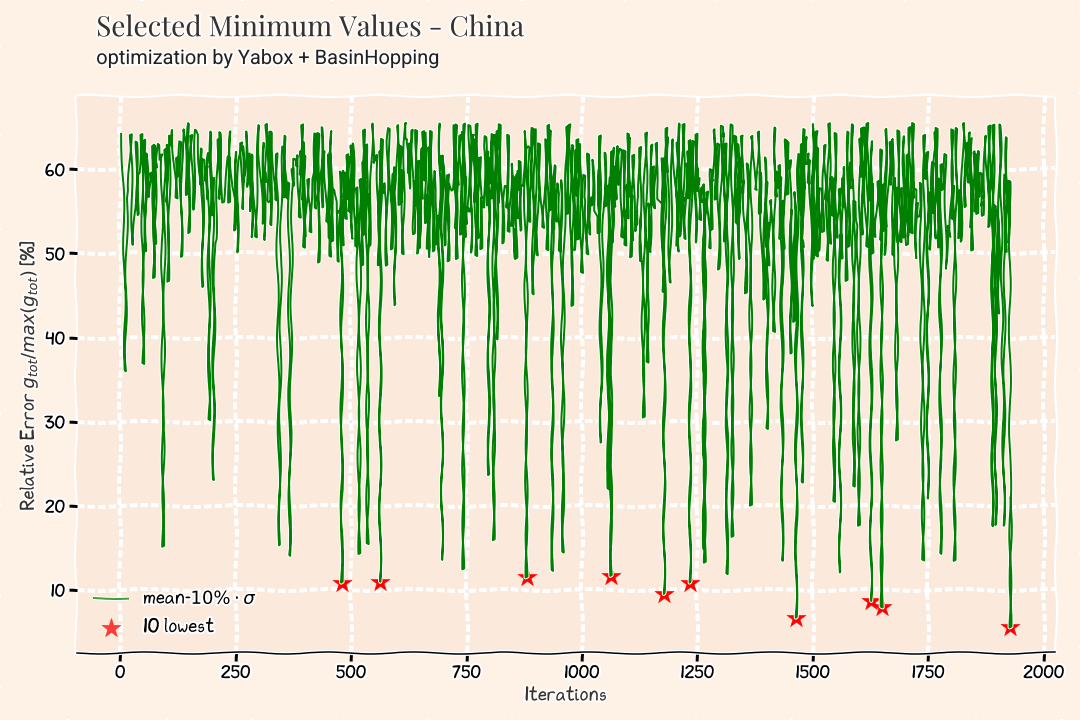 Selected Minimum Values - China
optimization by Yabox + BasinHopping
Relative Error g_tot/max(g_tot) [%]
60
50
40
30
20
10
mean-10% · σ
10 lowest
0 250 500 750 1000 1250 1500 1750 2000
Iterations